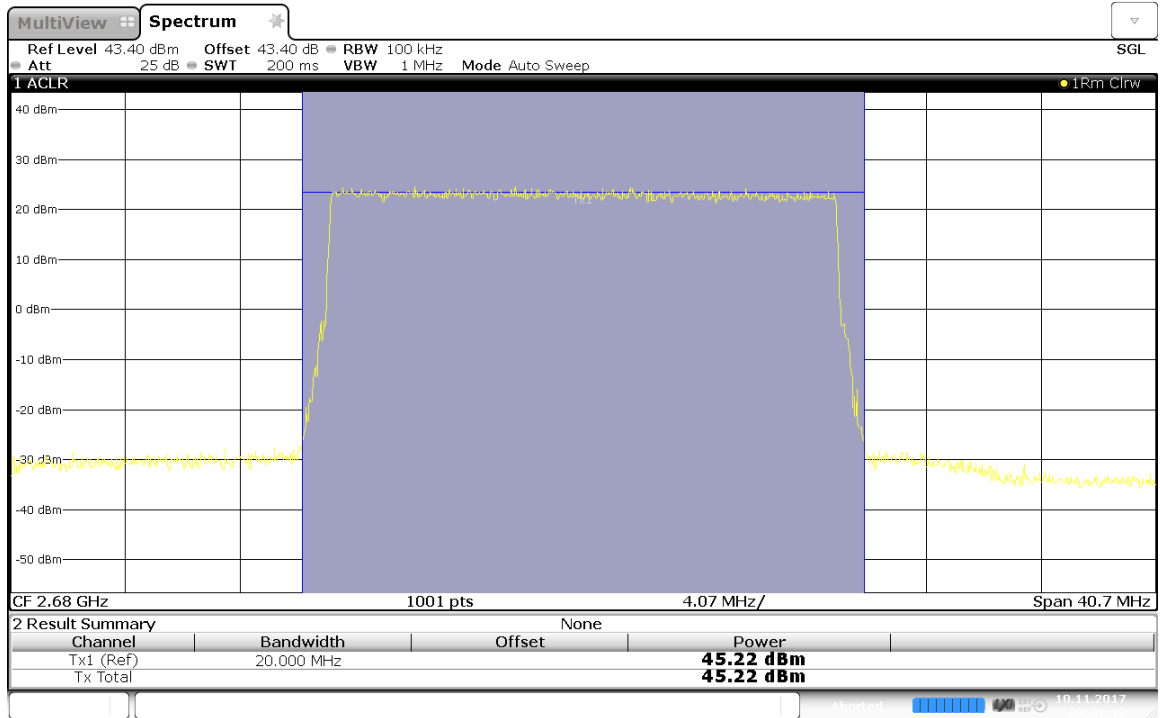 MultiView Spectrum
Ref Level 43.40 dBm Offset 43.40 dB RBW 100 kHz SGL
Att 25 dB SWT 200 ms VBW 1 MHz Mode Auto Sweep
1 ACLR 1Rm Clrw
40 dBm
30 dBm
20 dBm
10 dBm
0 dBm
-10 dBm
-20 dBm
-30 dBm
-40 dBm
-50 dBm
CF 2.68 GHz 1001 pts 4.07 MHz/ Span 40.7 MHz
2 Result Summary None
Channel Bandwidth Offset Power
Tx1 (Ref) 20.000 MHz 45.22 dBm
Tx Total 45.22 dBm
Aborted LXI 10.11.2017